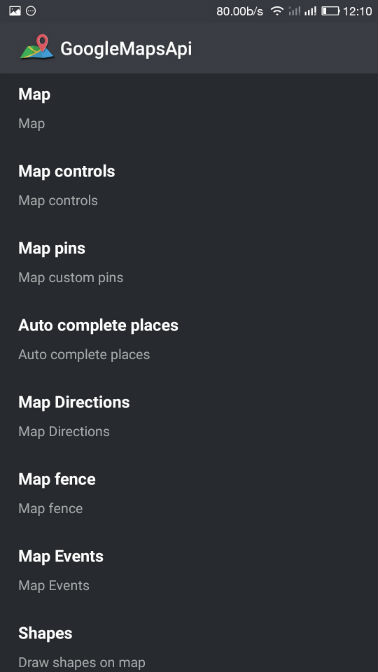 80.00b/s 12:10
GoogleMapsApi
Map
Map
Map controls
Map controls
Map pins
Map custom pins
Auto complete places
Auto complete places
Map Directions
Map Directions
Map fence
Map fence
Map Events
Map Events
Shapes
Draw shapes on map